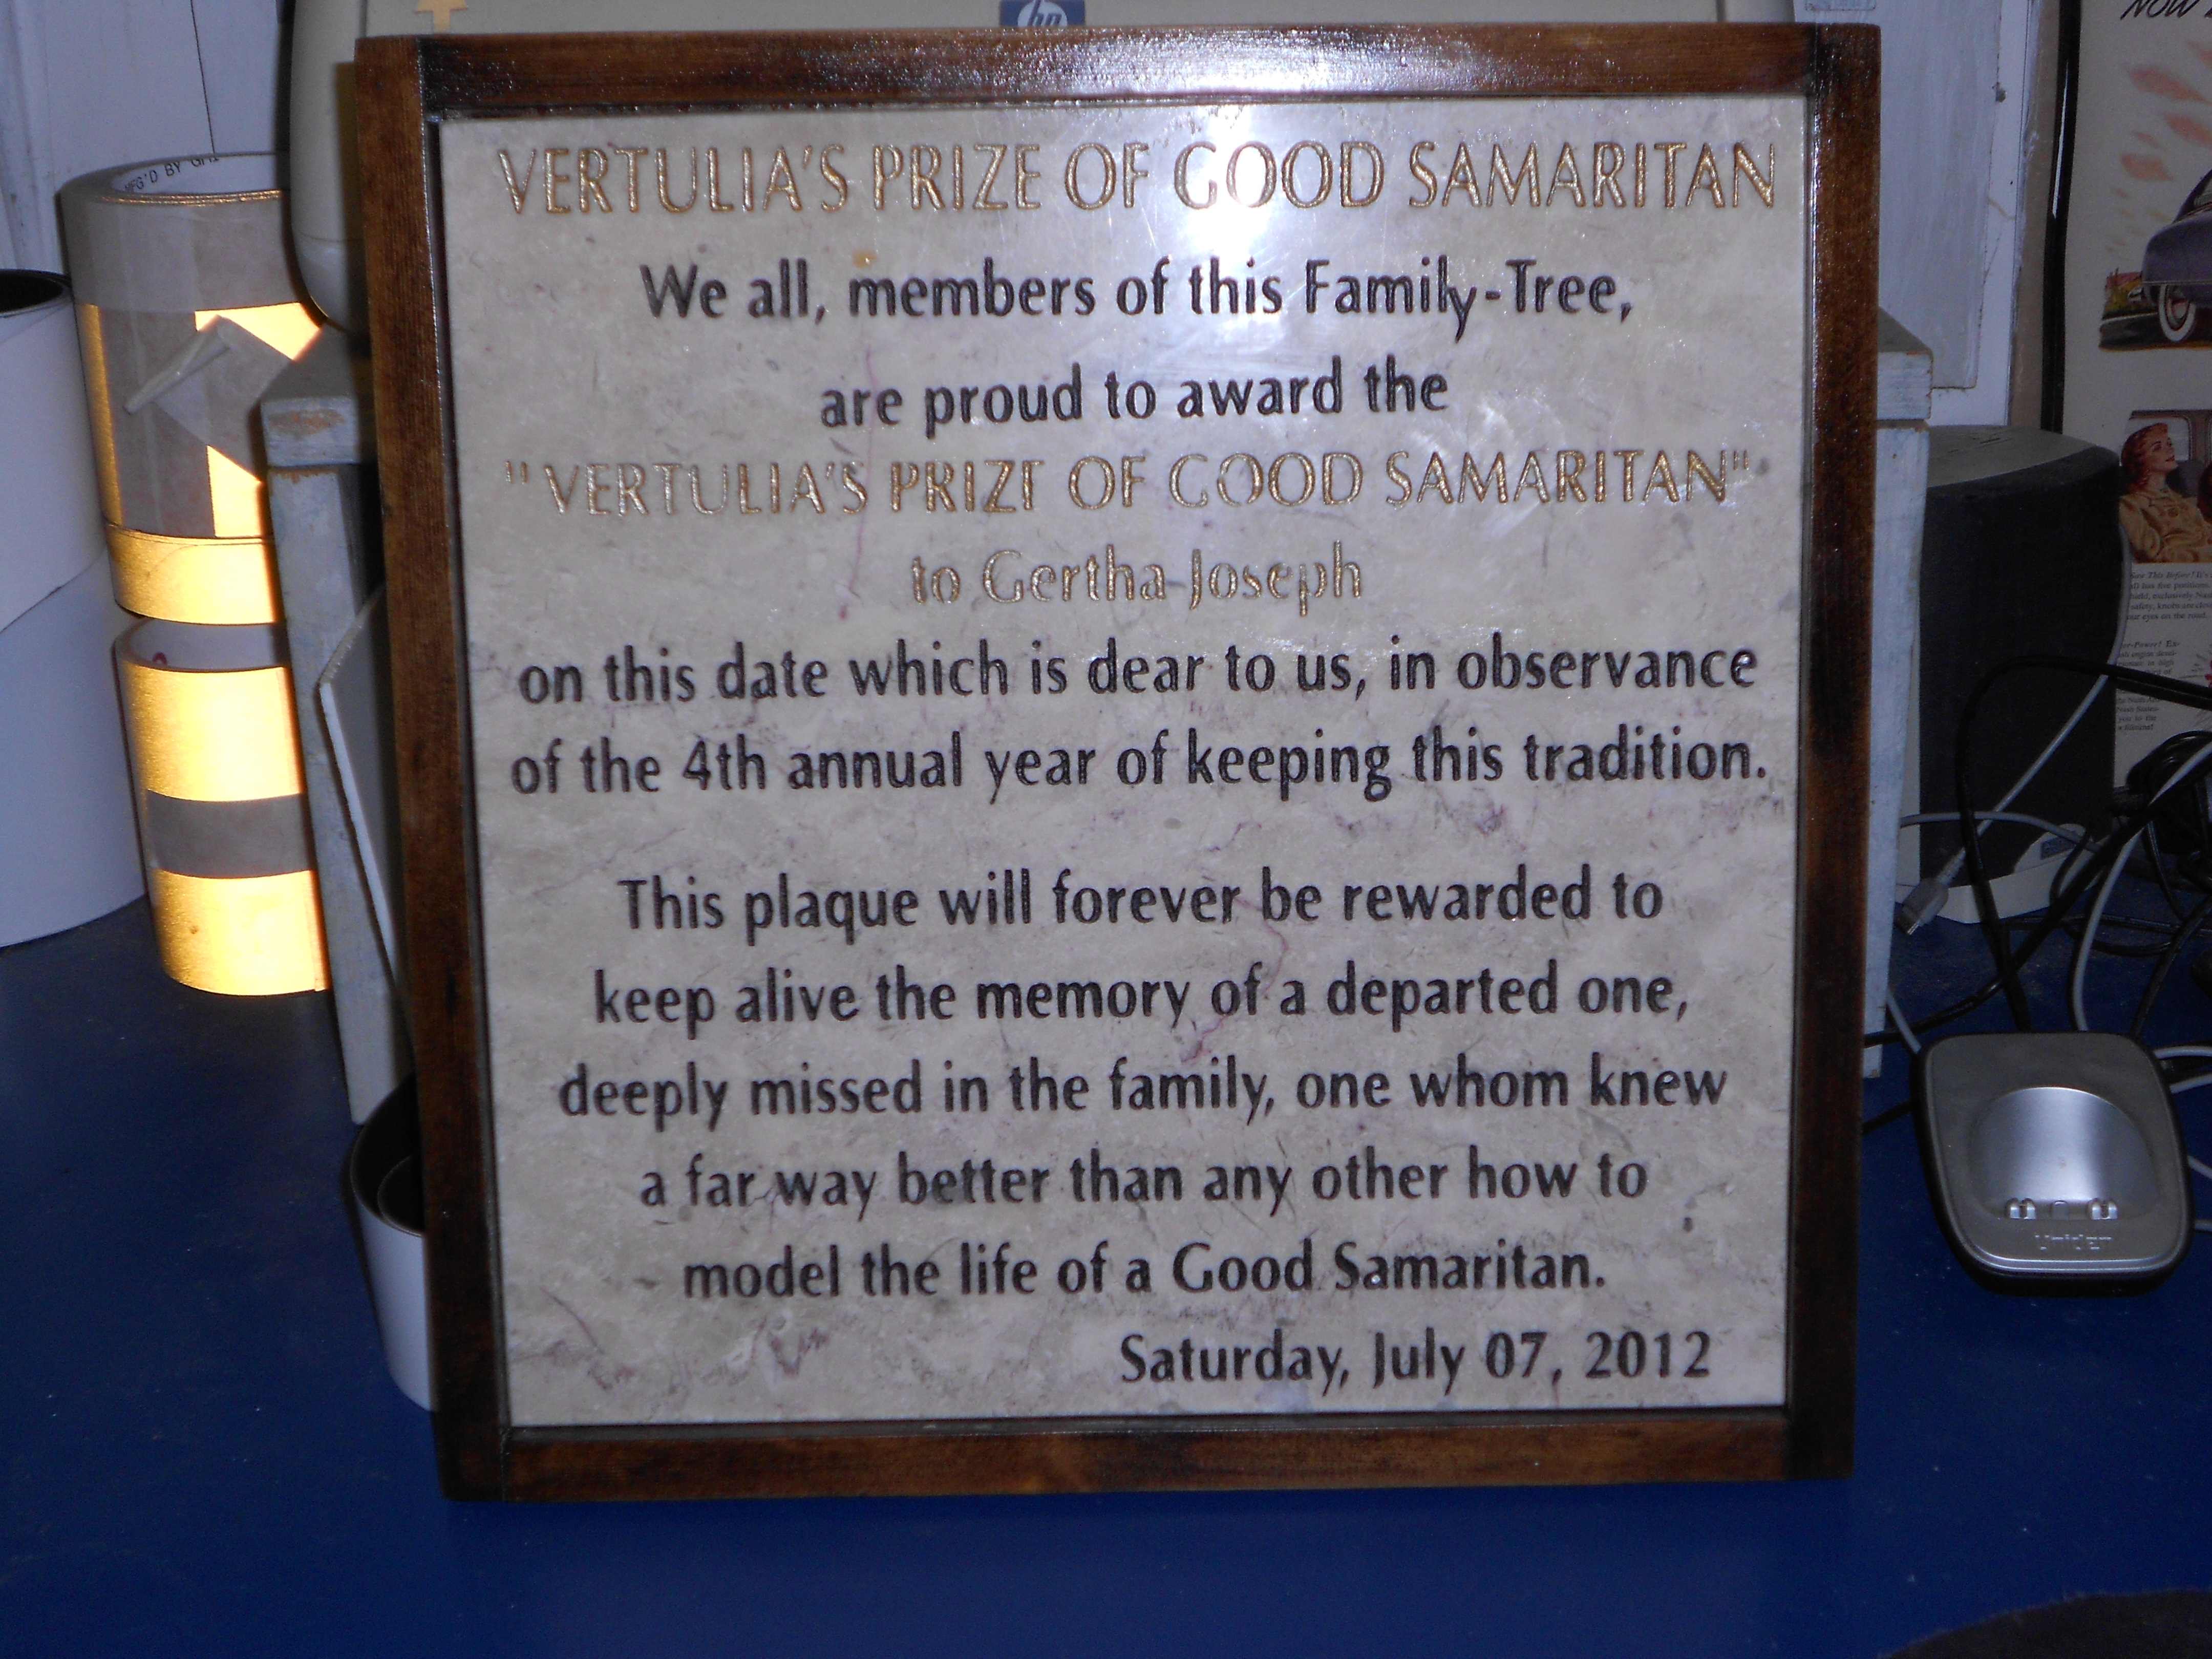 hp
MFG'D BY
NOW
VERTULIA'S PRIZE OF GOOD SAMARITAN
We all, members of this Family-Tree,
are proud to award the
"VERTULIA'S PRIZE OF GOOD SAMARITAN"
to Gertha Joseph
on this date which is dear to us, in observance
of the 4th annual year of keeping this tradition.
This plaque will forever be rewarded to
keep alive the memory of a departed one,
deeply missed in the family, one whom knew
a far way better than any other how to
model the life of a Good Samaritan.
Saturday, July 07, 2012